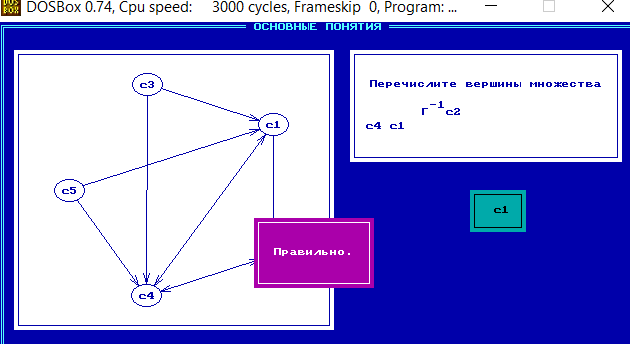 DOSBox 0.74, Cpu speed: 3000 cycles, Frameskip 0, Program: ...
ОСНОВНЫЕ ПОНЯТИЯ
c3
c1
c5
c4
Перечислите вершины множества
Г⁻¹c2
c4 c1
c1
Правильно.